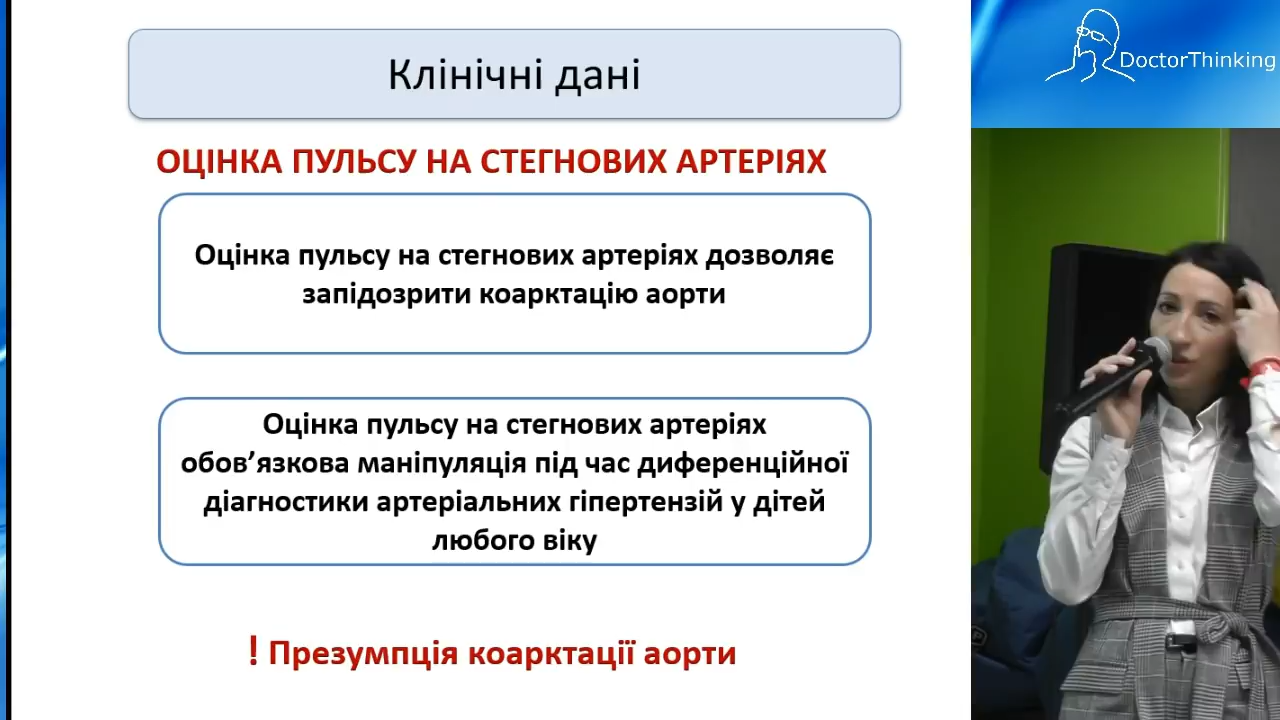 Клінічні дані
DoctorThinking
ОЦІНКА ПУЛЬСУ НА СТЕГНОВИХ АРТЕРІЯХ
Оцінка пульсу на стегнових артеріях дозволяє
запідозрити коарктацію аорти
Оцінка пульсу на стегнових артеріях
обов’язкова маніпуляція під час диференційної
діагностики артеріальних гіпертензій у дітей
любого віку
! Презумпція коарктації аорти